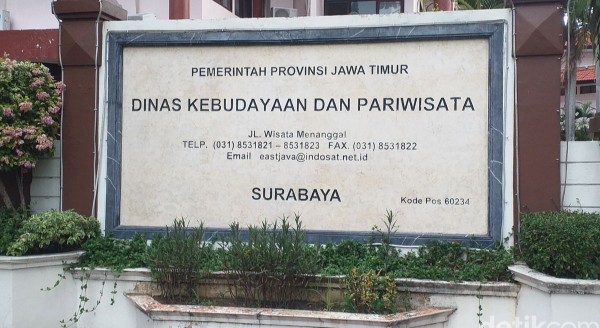 PEMERINTAH PROVINSI JAWA TIMUR
DINAS KEBUDAYAAN DAN PARIWISATA
JL. Wisata Menanggal
TELP. (031) 8531821 – 8531823 FAX. (031) 8531822
Email eastjava@indosat.net.id
SURABAYA
Kode Pos 60234
detikcom